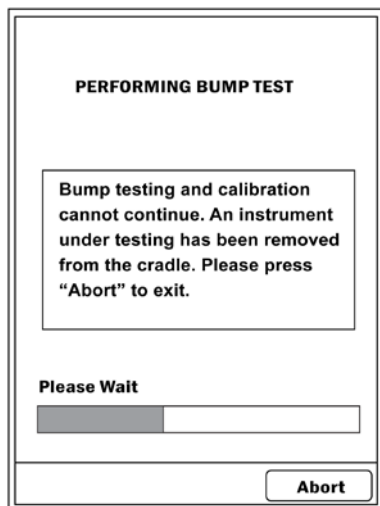 PERFORMING BUMP TEST
Bump testing and calibration
cannot continue. An instrument
under testing has been removed
from the cradle. Please press
“Abort” to exit.
Please Wait
Abort